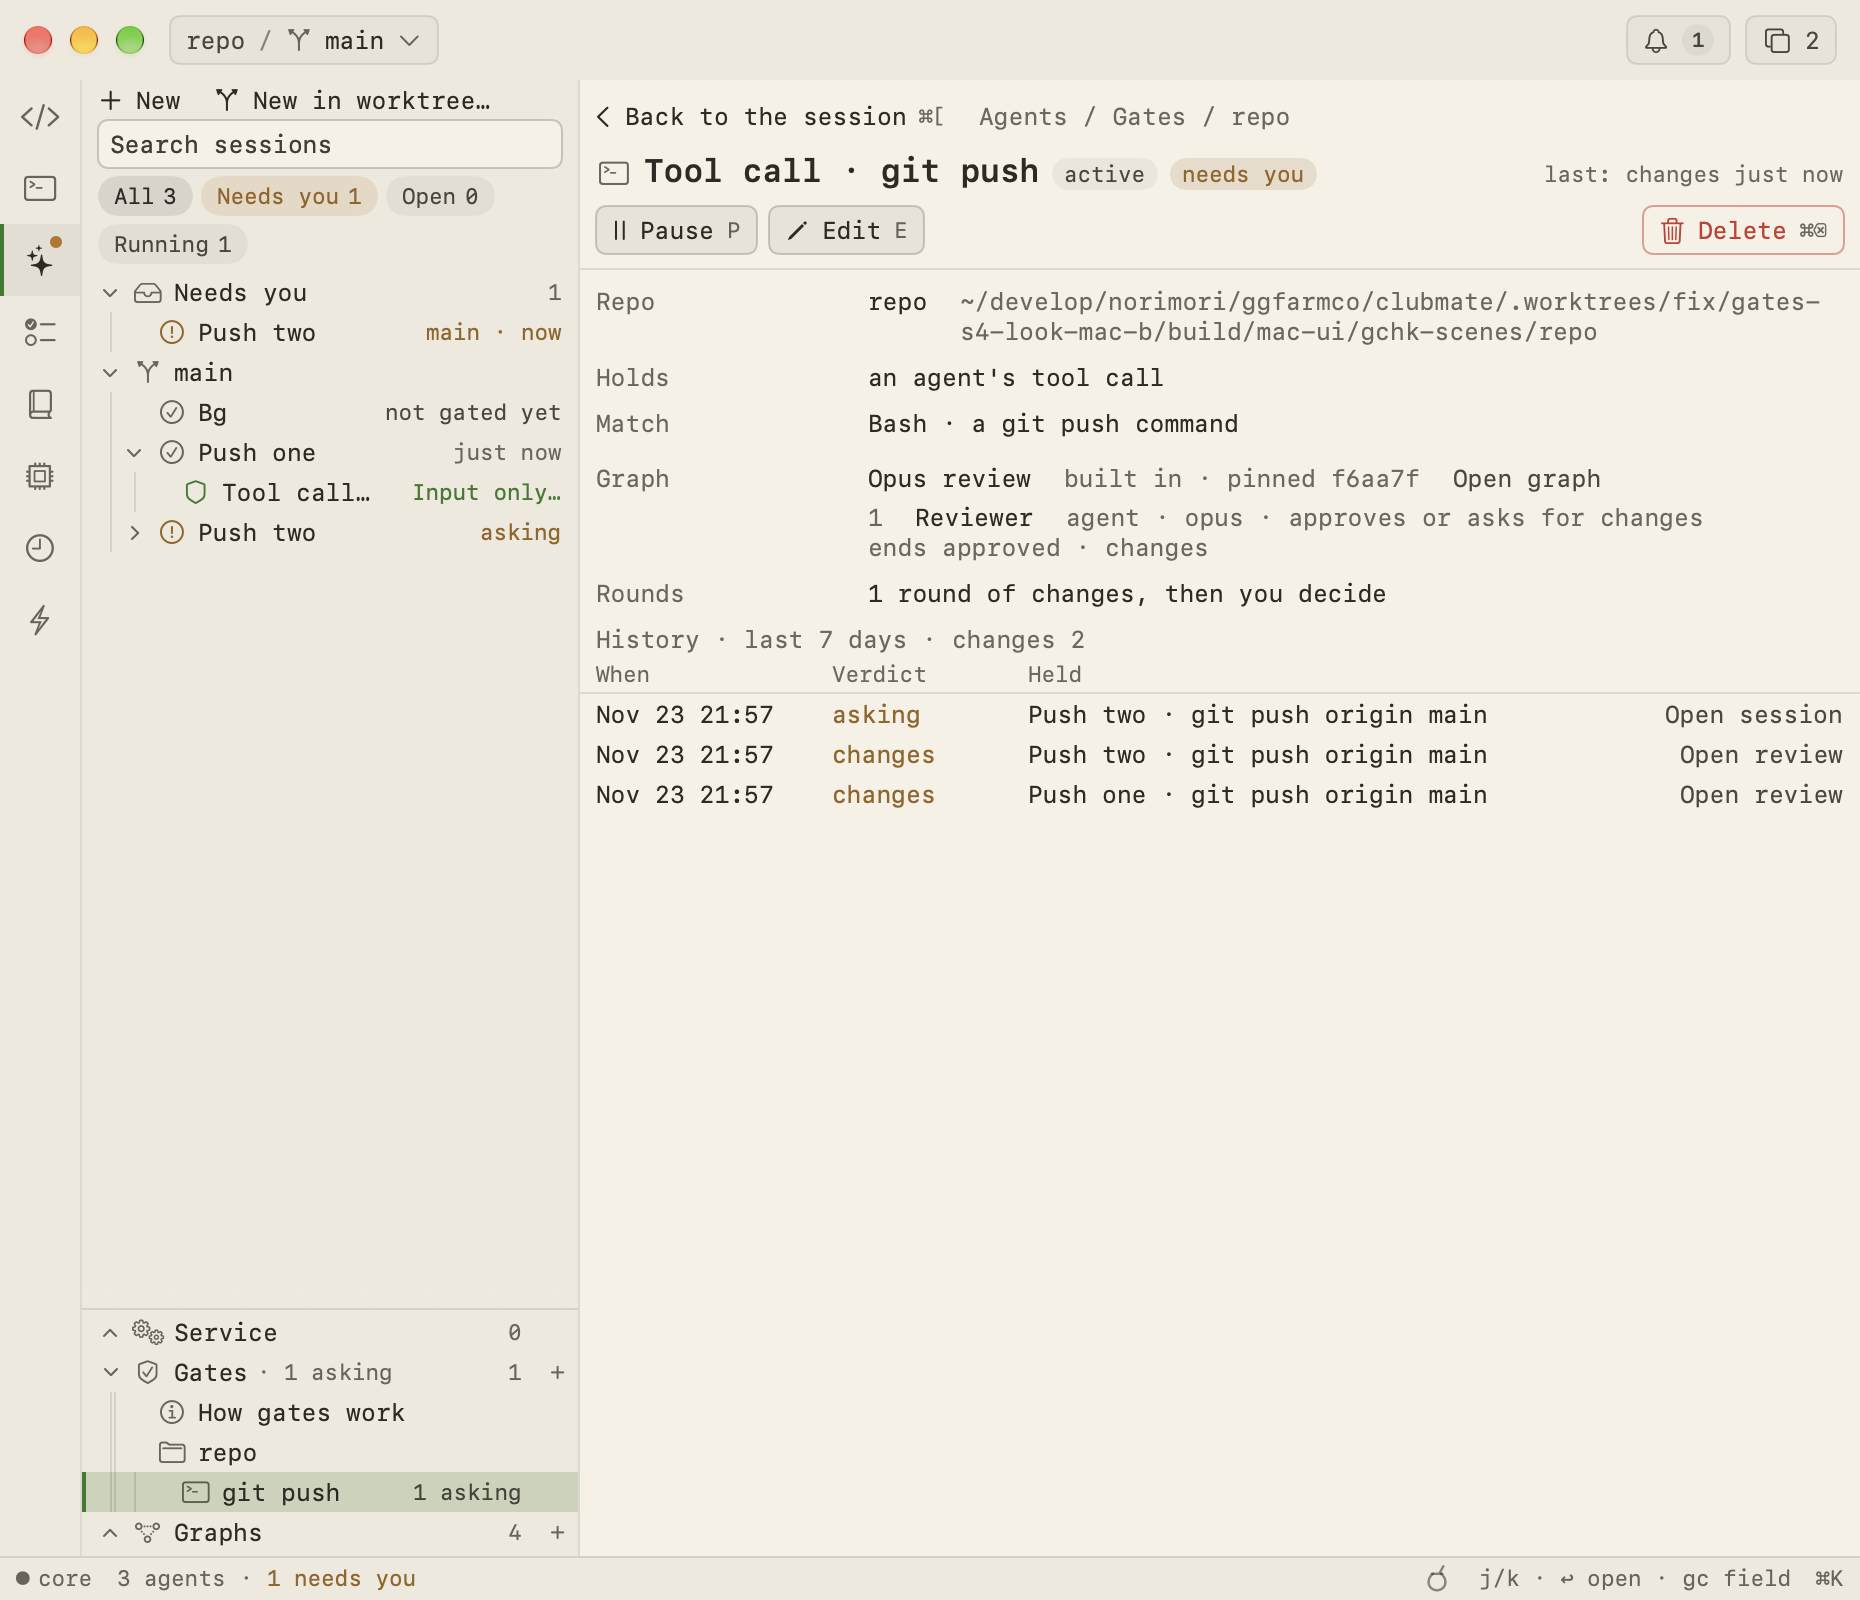 repo / main
1
2
+ New New in worktree…
Search sessions
All 3 Needs you 1 Open 0
Running 1
Needs you 1
Push two main · now
main
Bg not gated yet
Push one just now
Tool call… Input only…
Push two asking
Service 0
Gates · 1 asking 1 +
How gates work
repo
git push 1 asking
Graphs 4 +
Back to the session ⌘[ Agents / Gates / repo
Tool call · git push active needs you last: changes just now
Pause P Edit E Delete ⌘⌫
Repo repo ~/develop/norimori/ggfarmco/clubmate/.worktrees/fix/gates-
s4-look-mac-b/build/mac-ui/gchk-scenes/repo
Holds an agent's tool call
Match Bash · a git push command
Graph Opus review built in · pinned f6aa7f Open graph
1 Reviewer agent · opus · approves or asks for changes
ends approved · changes
Rounds 1 round of changes, then you decide
History · last 7 days · changes 2
When Verdict Held
Nov 23 21:57 asking Push two · git push origin main Open session
Nov 23 21:57 changes Push two · git push origin main Open review
Nov 23 21:57 changes Push one · git push origin main Open review
core 3 agents · 1 needs you
j/k · ↩ open · gc field ⌘K